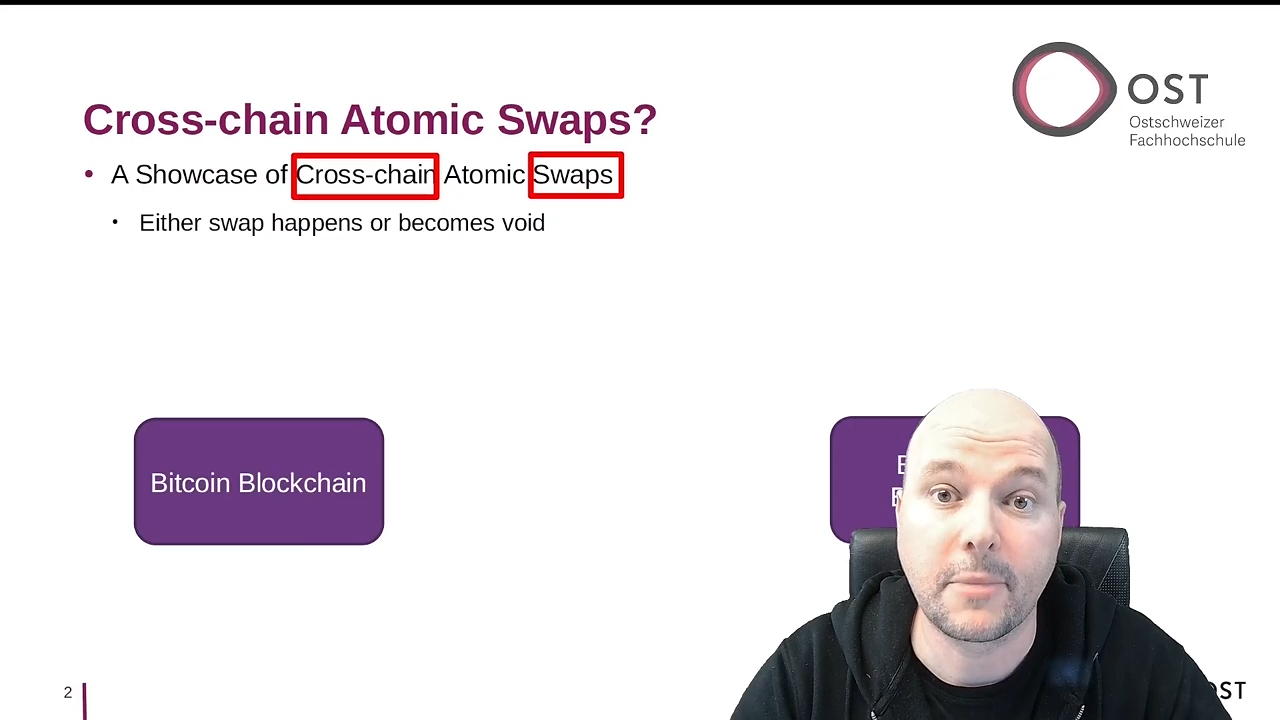 OST
Ostschweizer
Fachhochschule
Cross-chain Atomic Swaps?
• A Showcase of Cross-chain Atomic Swaps
• Either swap happens or becomes void
Bitcoin Blockchain
2